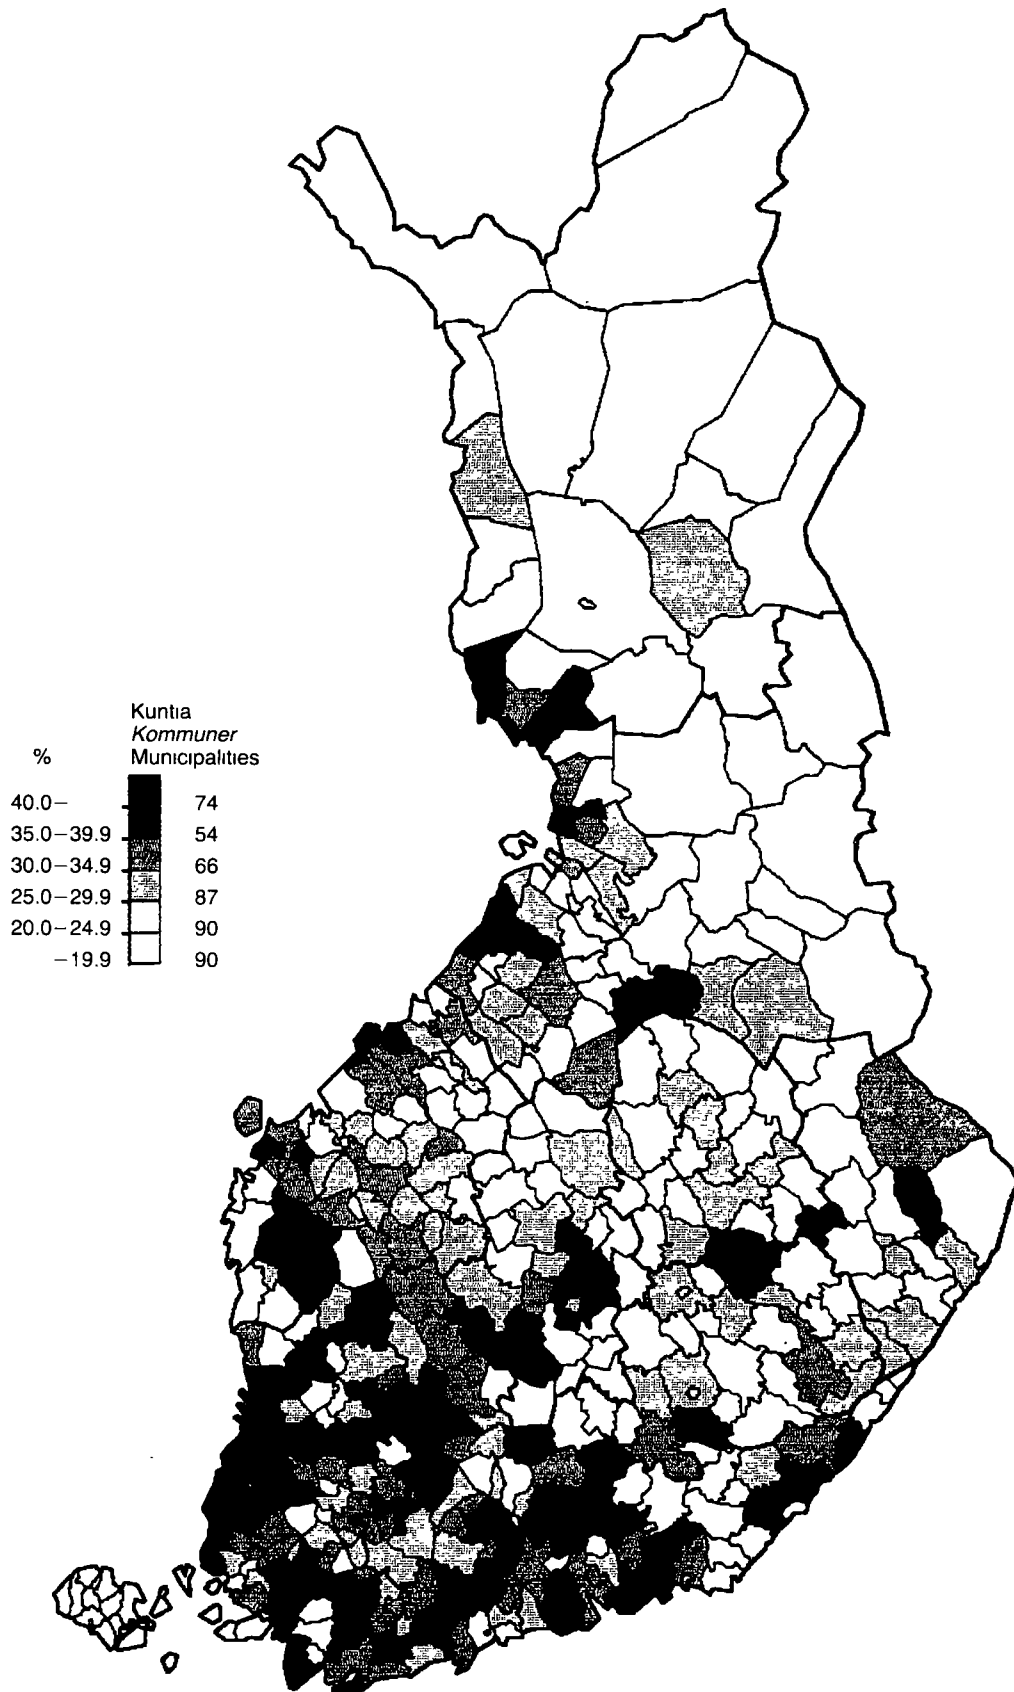 Kuntia
Kommuner
% Municipalities
40.0– 74
35.0–39.9 54
30.0–34.9 66
25.0–29.9 87
20.0–24.9 90
–19.9 90